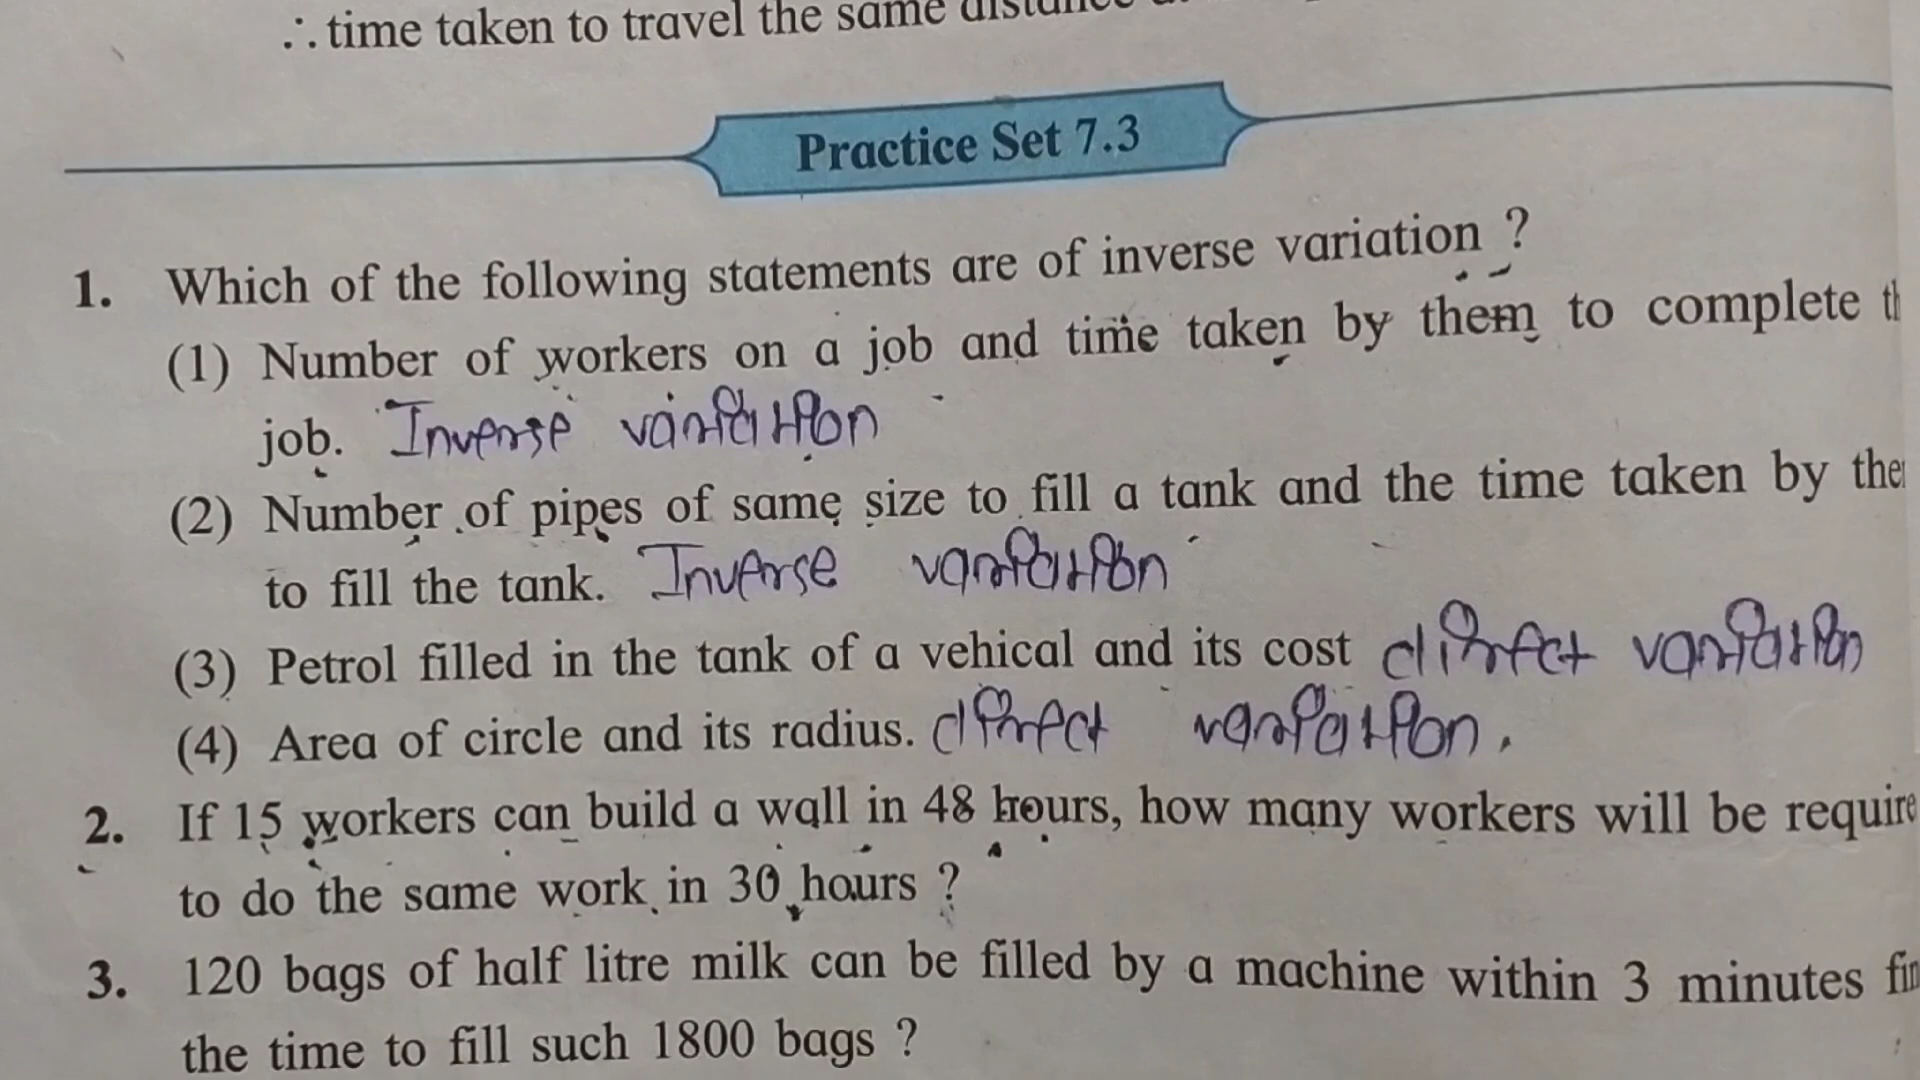 ∴ time taken to travel the same distance
Practice Set 7.3
1. Which of the following statements are of inverse variation ?
(1) Number of workers on a job and time taken by them to complete
job. Inverse variation
(2) Number of pipes of same size to fill a tank and the time taken by
to fill the tank. Inverse variation
(3) Petrol filled in the tank of a vehical and its cost direct variation
(4) Area of circle and its radius. direct variation.
2. If 15 workers can build a wall in 48 hours, how many workers will be require
to do the same work in 30 hours ?
3. 120 bags of half litre milk can be filled by a machine within 3 minutes
the time to fill such 1800 bags ?